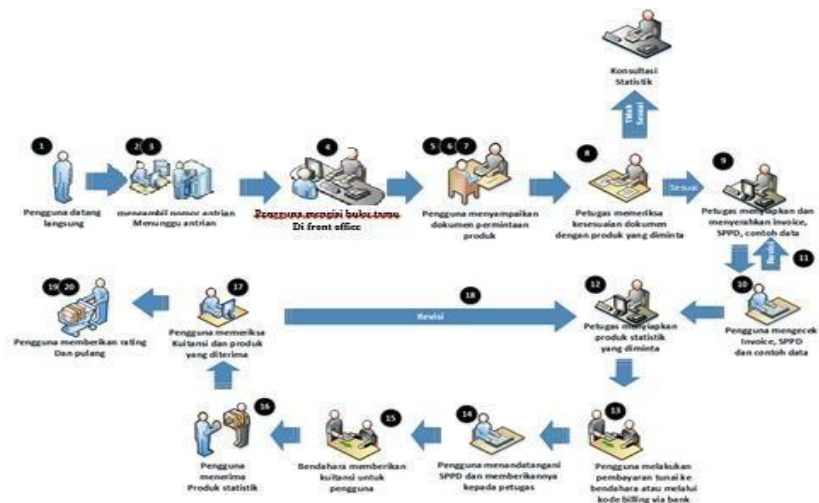 Konsultasi
Statistik
Tidak
Sesuai
1
2 3
4
5 6 7
8
9
Sesuai
Pengguna datang
langsung
mengambil nomor antrian
Menunggu antrian
Pengguna mengisi buku tamu
Di front office
Pengguna menyampaikan
dokumen permintaan
produk
Petugas memeriksa
kesesuaian dokumen
dengan produk yang diminta
Petugas menyiapkan dan
menyerahkan invoice,
SPPD, contoh data
Revisi
11
10
Pengguna mengecek
Invoice, SPPD
dan contoh data
12
Petugas menyiapkan
produk statistik
yang diminta
18
Revisi
17
Pengguna memeriksa
Kuitansi dan produk
yang diterima
19 20
Pengguna memberikan rating
Dan pulang
16
Pengguna
menerima
Produk statistik
15
Bendahara memberikan
kuitansi untuk
pengguna
14
Pengguna menandatangani
SPPD dan memberikannya
kepada petugas
13
Pengguna melakukan
pembayaran tunai ke
bendahara atau melalui
kode billing via bank